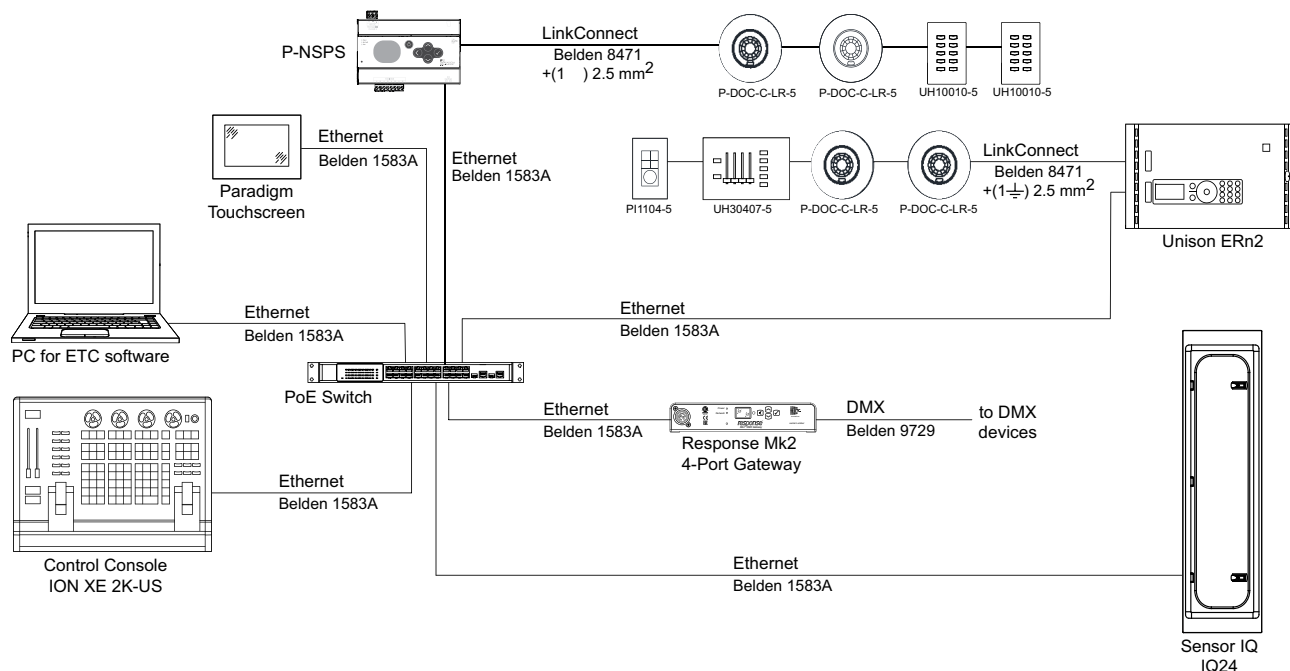 P-NSPS
LinkConnect
Belden 8471
+(1 ) 2.5 mm2
P-DOC-C-LR-5
P-DOC-C-LR-5
UH10010-5
UH10010-5
Ethernet
Belden 1583A
Paradigm
Touchscreen
Ethernet
Belden 1583A
PI1104-5
UH30407-5
P-DOC-C-LR-5
P-DOC-C-LR-5
LinkConnect
Belden 8471
+(1⏚) 2.5 mm2
Unison ERn2
Ethernet
Belden 1583A
PC for ETC software
Ethernet
Belden 1583A
PoE Switch
Ethernet
Belden 1583A
response
Response Mk2
4-Port Gateway
DMX
Belden 9729
to DMX
devices
Ethernet
Belden 1583A
Control Console
ION XE 2K-US
Ethernet
Belden 1583A
Sensor IQ
IQ24